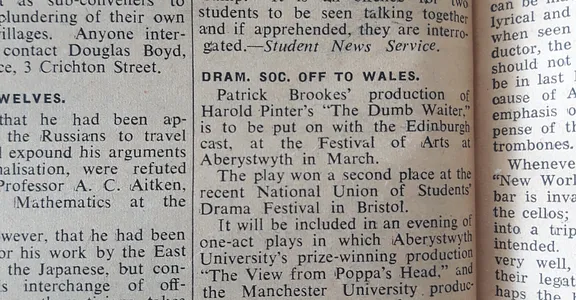 as sub-convenors to
plundering of their own
villages. Anyone inter-
contact Douglas Boyd,
ce, 3 Crichton Street.
WELVES.
that he had been ap-
the Russians to travel
expound his arguments
nalisation, were refuted
Professor A. C. Aitken,
Mathematics at the
wever, that he had been
or his work by the East
the Japanese, but con-
s interchange of off-
students to be seen talking together
and if apprehended, they are interro-
gated.—Student News Service.
DRAM. SOC. OFF TO WALES.
Patrick Brookes' production of
Harold Pinter's "The Dumb Waiter,"
is to be put on with the Edinburgh
cast, at the Festival of Arts at
Aberystwyth in March.
The play won a second place at the
recent National Union of Students'
Drama Festival in Bristol.
It will be included in an evening of
one-act plays in which Aberystwyth
University's prize-winning production
"The View from Poppa's Head," and
the Manchester University produc-
can be
lyrical and
when seen
ductor, the
should not
be in last
cause of A
emphasis o
pense of th
trombones.
Whenever
"New Worl
bar is inva
the cellos;
into a trip
intended.
very well,
their legat
haps the